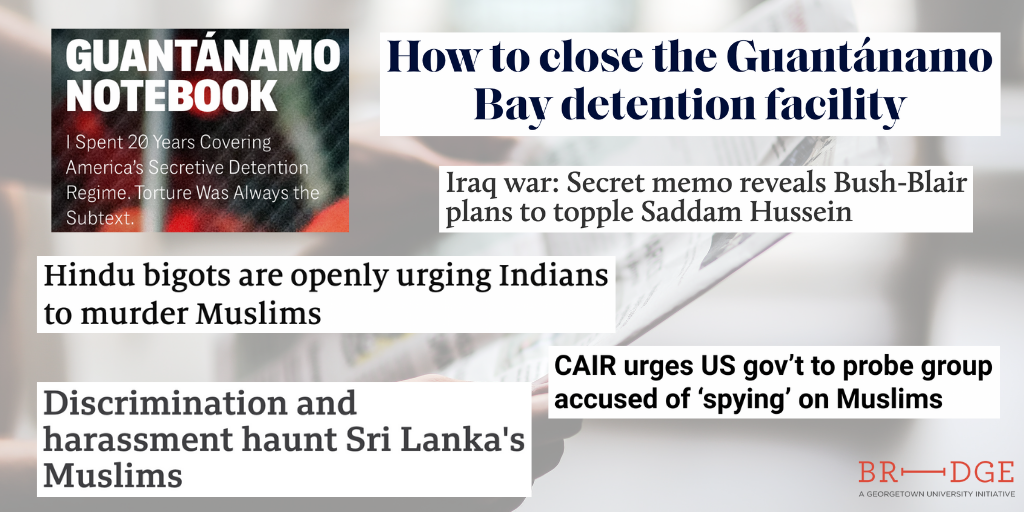 GUANTÁNAMO
NOTEBOOK
I Spent 20 Years Covering
America's Secretive Detention
Regime. Torture Was Always the
Subtext.
How to close the Guantánamo
Bay detention facility
Iraq war: Secret memo reveals Bush-Blair
plans to topple Saddam Hussein
Hindu bigots are openly urging Indians
to murder Muslims
CAIR urges US gov't to probe group
accused of 'spying' on Muslims
Discrimination and
harassment haunt Sri Lanka's
Muslims
BR DGE
A GEORGETOWN UNIVERSITY INITIATIVE